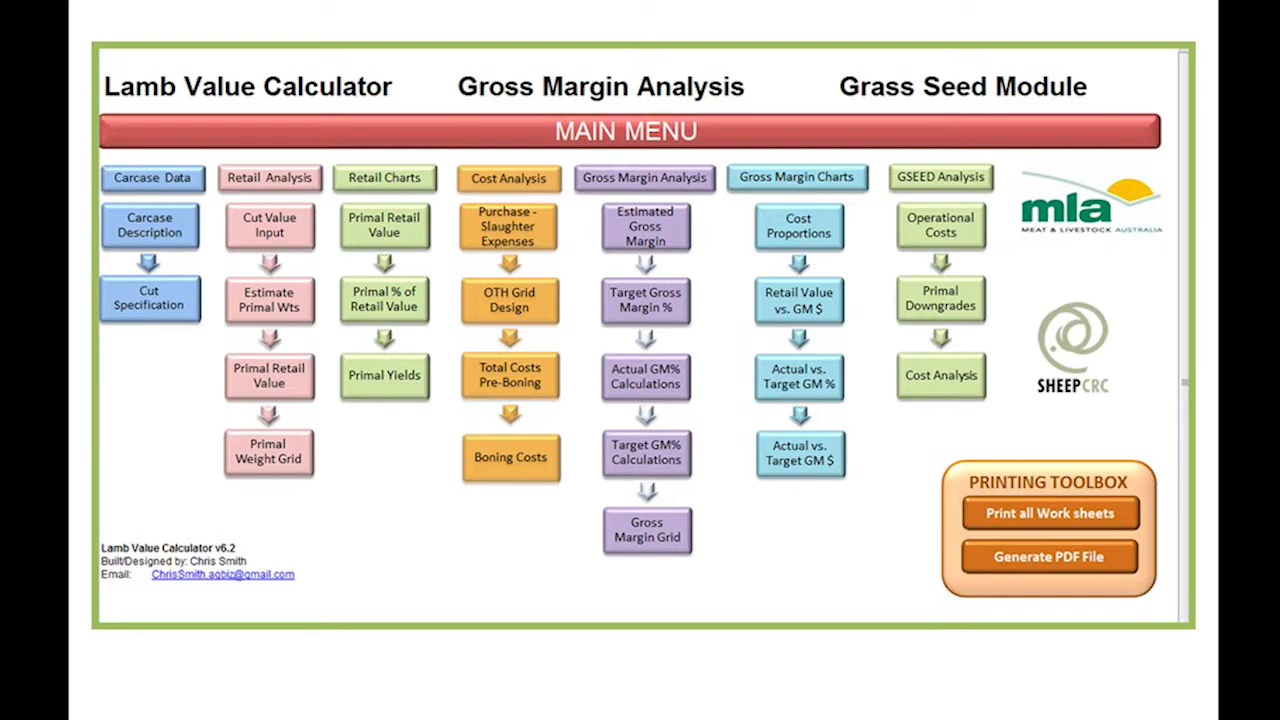 Lamb Value Calculator
Gross Margin Analysis
Grass Seed Module
MAIN MENU
Carcase Data
Carcase
Description
Cut
Specification
Retail Analysis
Cut Value
Input
Estimate
Primal Wts
Primal Retail
Value
Primal
Weight Grid
Retail Charts
Primal Retail
Value
Primal % of
Retail Value
Primal Yields
Cost Analysis
Purchase -
Slaughter
Expenses
OTH Grid
Design
Total Costs
Pre-Boning
Boning Costs
Gross Margin Analysis
Estimated
Gross
Margin
Target Gross
Margin %
Actual GM%
Calculations
Target GM%
Calculations
Gross
Margin Grid
Gross Margin Charts
Cost
Proportions
Retail Value
vs. GM $
Actual vs.
Target GM %
Actual vs.
Target GM $
GSEED Analysis
Operational
Costs
Primal
Downgrades
Cost Analysis
mla
MEAT & LIVESTOCK AUSTRALIA
SHEEP CRC
PRINTING TOOLBOX
Print all Work sheets
Generate PDF File
Lamb Value Calculator v6.2
Built/Designed by: Chris Smith
Email: ChrisSmith.agbiz@gmail.com